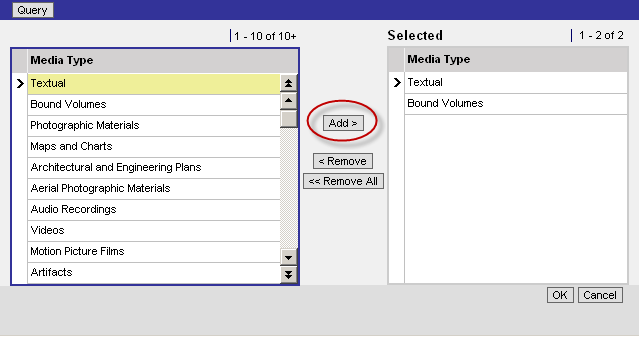 Query
1 - 10 of 10+
Selected
1 - 2 of 2
Media Type
Textual
Bound Volumes
Photographic Materials
Maps and Charts
Architectural and Engineering Plans
Aerial Photographic Materials
Audio Recordings
Videos
Motion Picture Films
Artifacts
Add >
< Remove
<< Remove All
Media Type
Textual
Bound Volumes
OK
Cancel